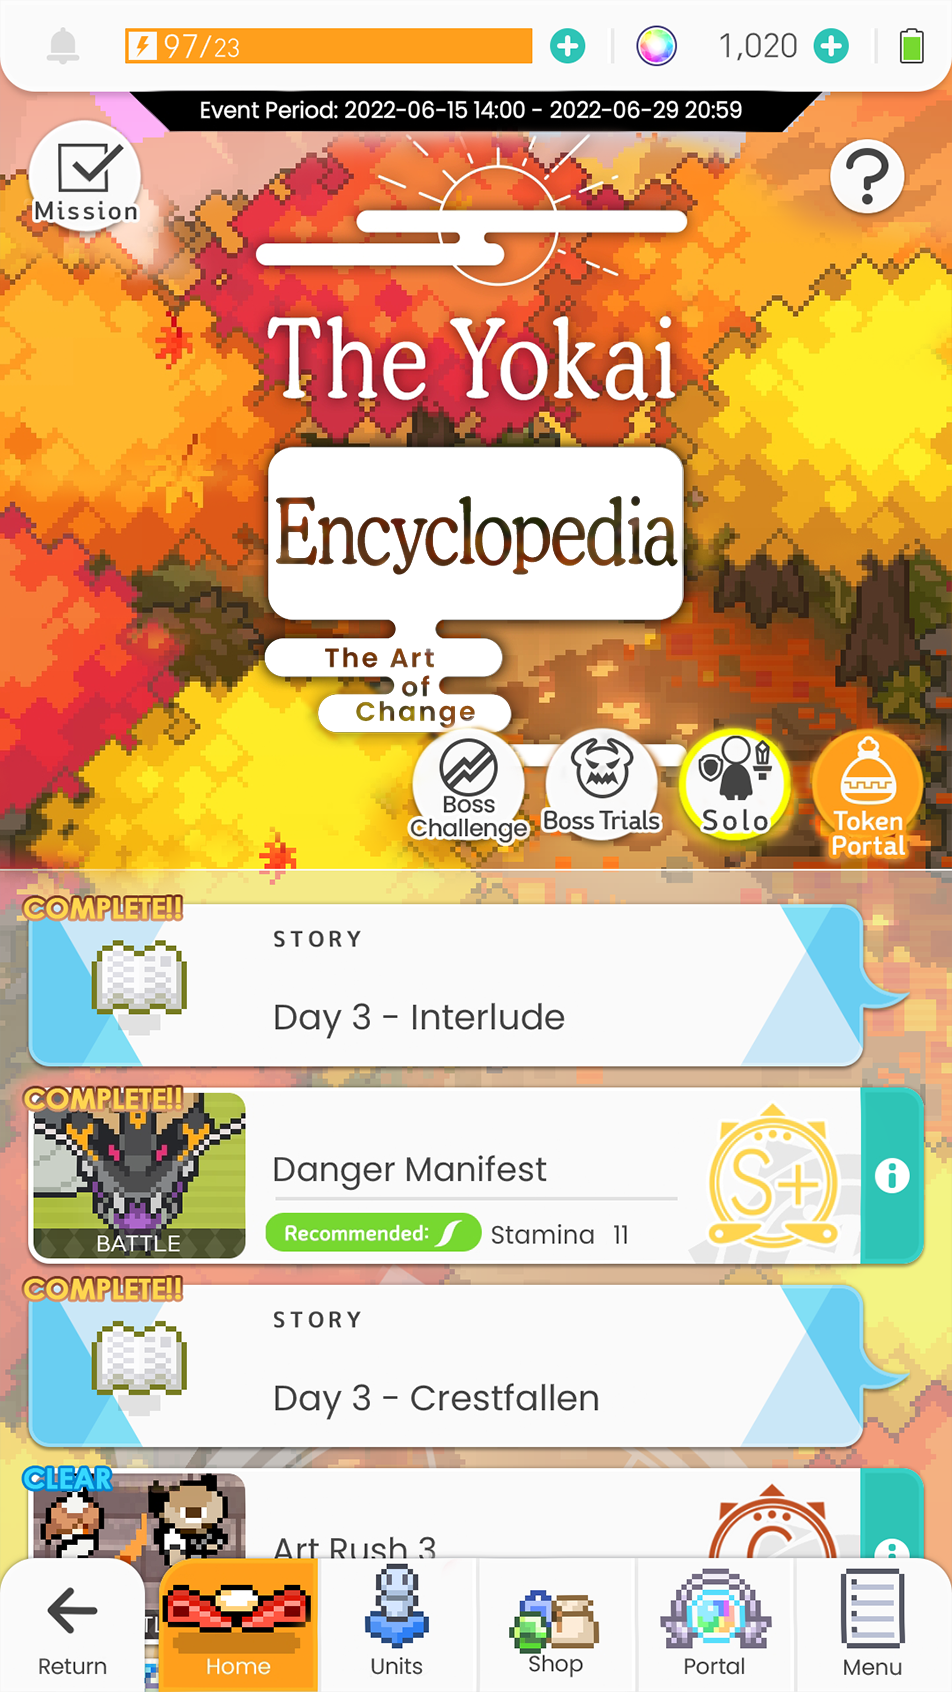 97/23
1,020
Event Period: 2022-06-15 14:00 - 2022-06-29 20:59
Mission
?
The Yokai
Encyclopedia
The Art
of
Change
Boss
Challenge
Boss Trials
Solo
Token
Portal
COMPLETE!!
STORY
Day 3 - Interlude
COMPLETE!!
Danger Manifest
S+
BATTLE
Recommended:
Stamina 11
COMPLETE!!
STORY
Day 3 - Crestfallen
CLEAR
Art Rush 3
C
Return
Home
Units
Shop
Portal
Menu